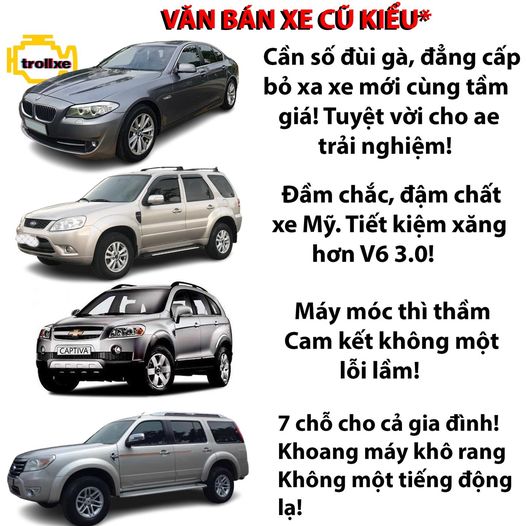 VĂN BÁN XE CŨ KIỂU*
trollxe
Cần số đùi gà, đẳng cấp
bỏ xa xe mới cùng tầm
giá! Tuyệt vời cho ae
trải nghiệm!
Đầm chắc, đậm chất
xe Mỹ. Tiết kiệm xăng
hơn V6 3.0!
CAPTIVA
Máy móc thì thầm
Cam kết không một
lỗi lầm!
7 chỗ cho cả gia đình!
Khoang máy khô rang
Không một tiếng động
lạ!